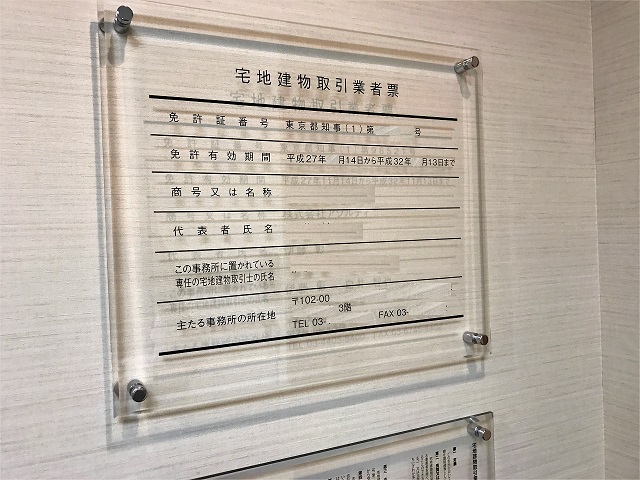 宅地建物取引業者票
免許証番号 東京都知事(1)第 号
免許有効期間 平成27年 月14日から平成32年 月13日まで
商号又は名称
代表者氏名
この事務所に置かれている
専任の宅地建物取引士の氏名
主たる事務所の所在地
〒102-00
3階
TEL 03- FAX 03-